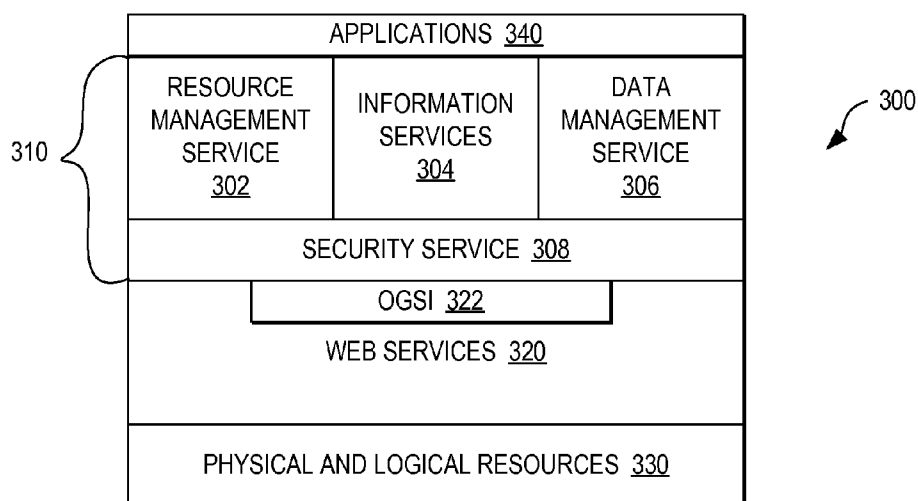 APPLICATIONS 340
RESOURCE
MANAGEMENT
SERVICE
302
INFORMATION
SERVICES
304
DATA
MANAGEMENT
SERVICE
306
300
310
SECURITY SERVICE 308
OGSI 322
WEB SERVICES 320
PHYSICAL AND LOGICAL RESOURCES 330